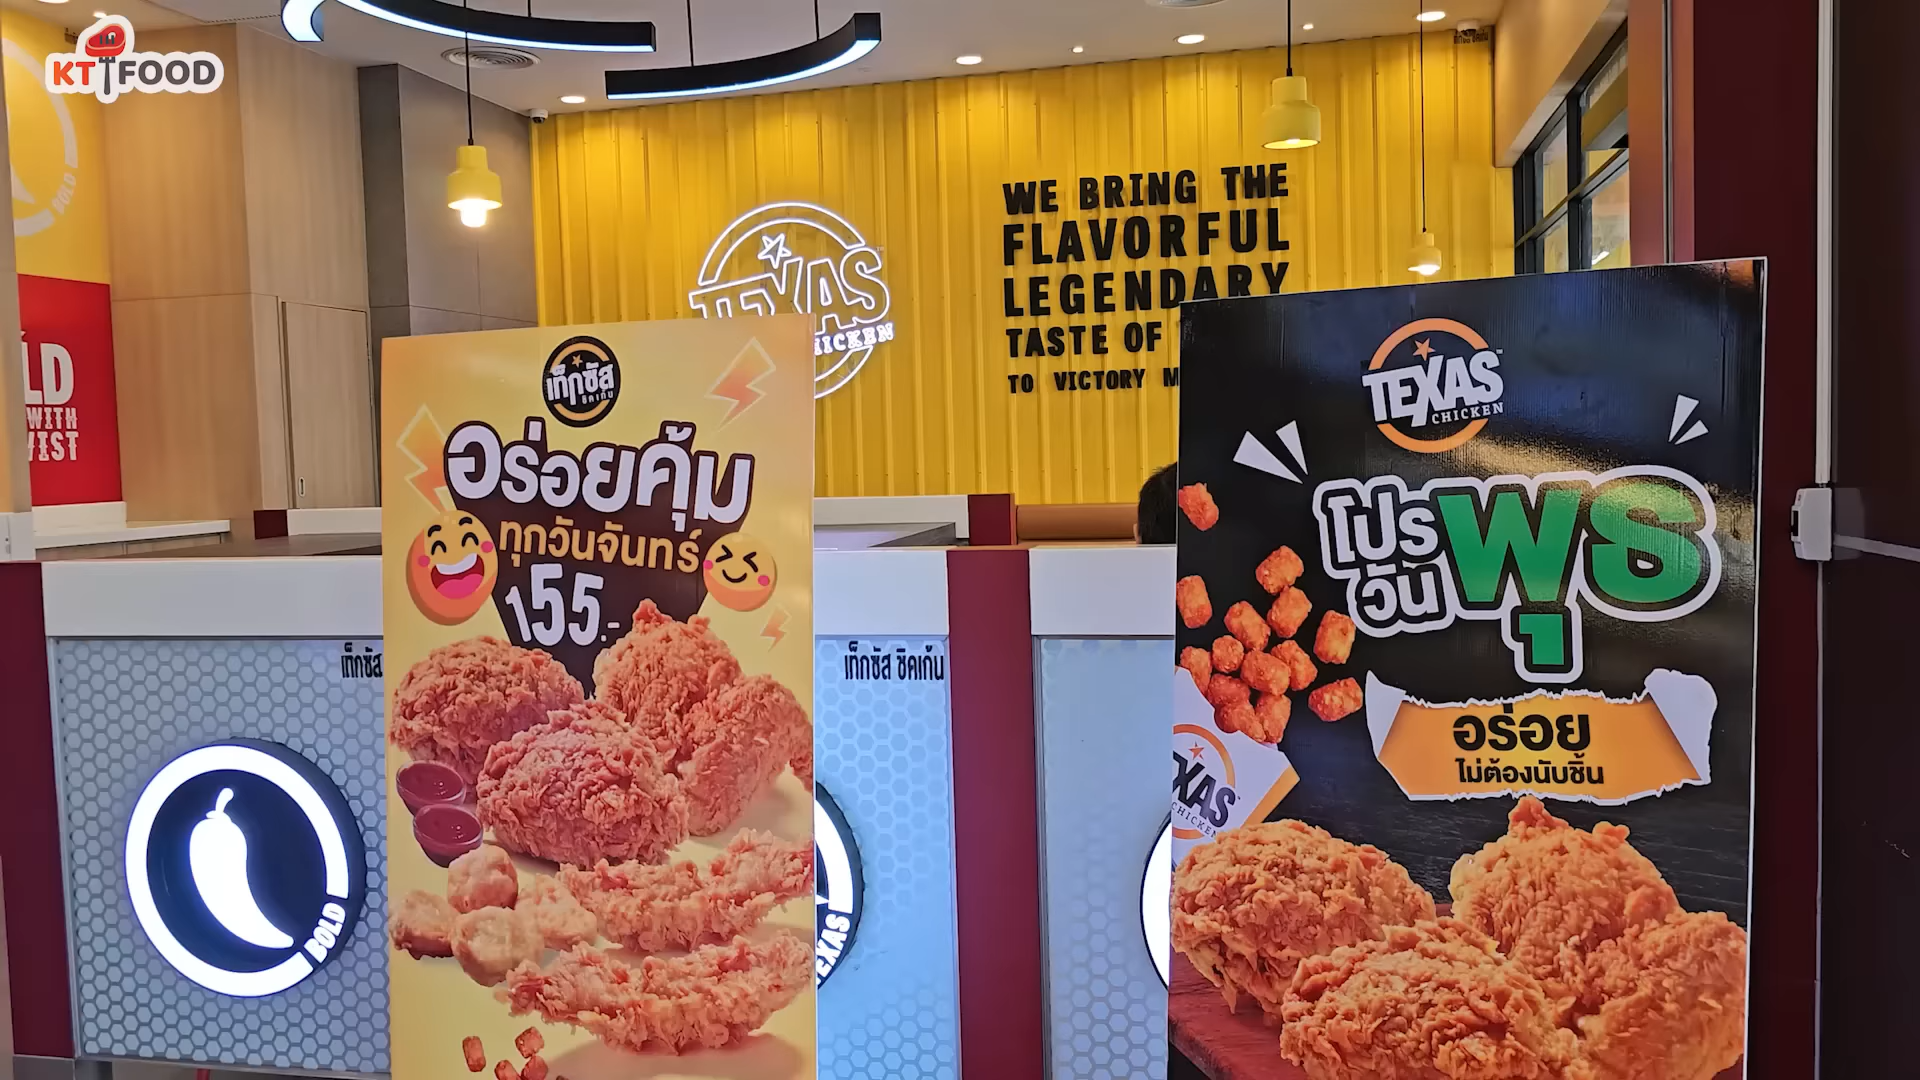 KT FOOD
BOLD
LD
WITH
TEXAS
CHICKEN
WE BRING THE
FLAVORFUL
LEGENDARY
TASTE OF
TO VICTORY
เท็กซัส
ชิคเก้น
อร่อยคุ้ม
ทุกวันจันทร์
155.-
TEXAS
CHICKEN
โปร
วัน
พุธ
1
อร่อย
ไม่ต้องนับชิ้น
TEXAS
CHICKEN
เท็กซัส
เท็กซัส ชิคเก้น
BOLD
TEXAS